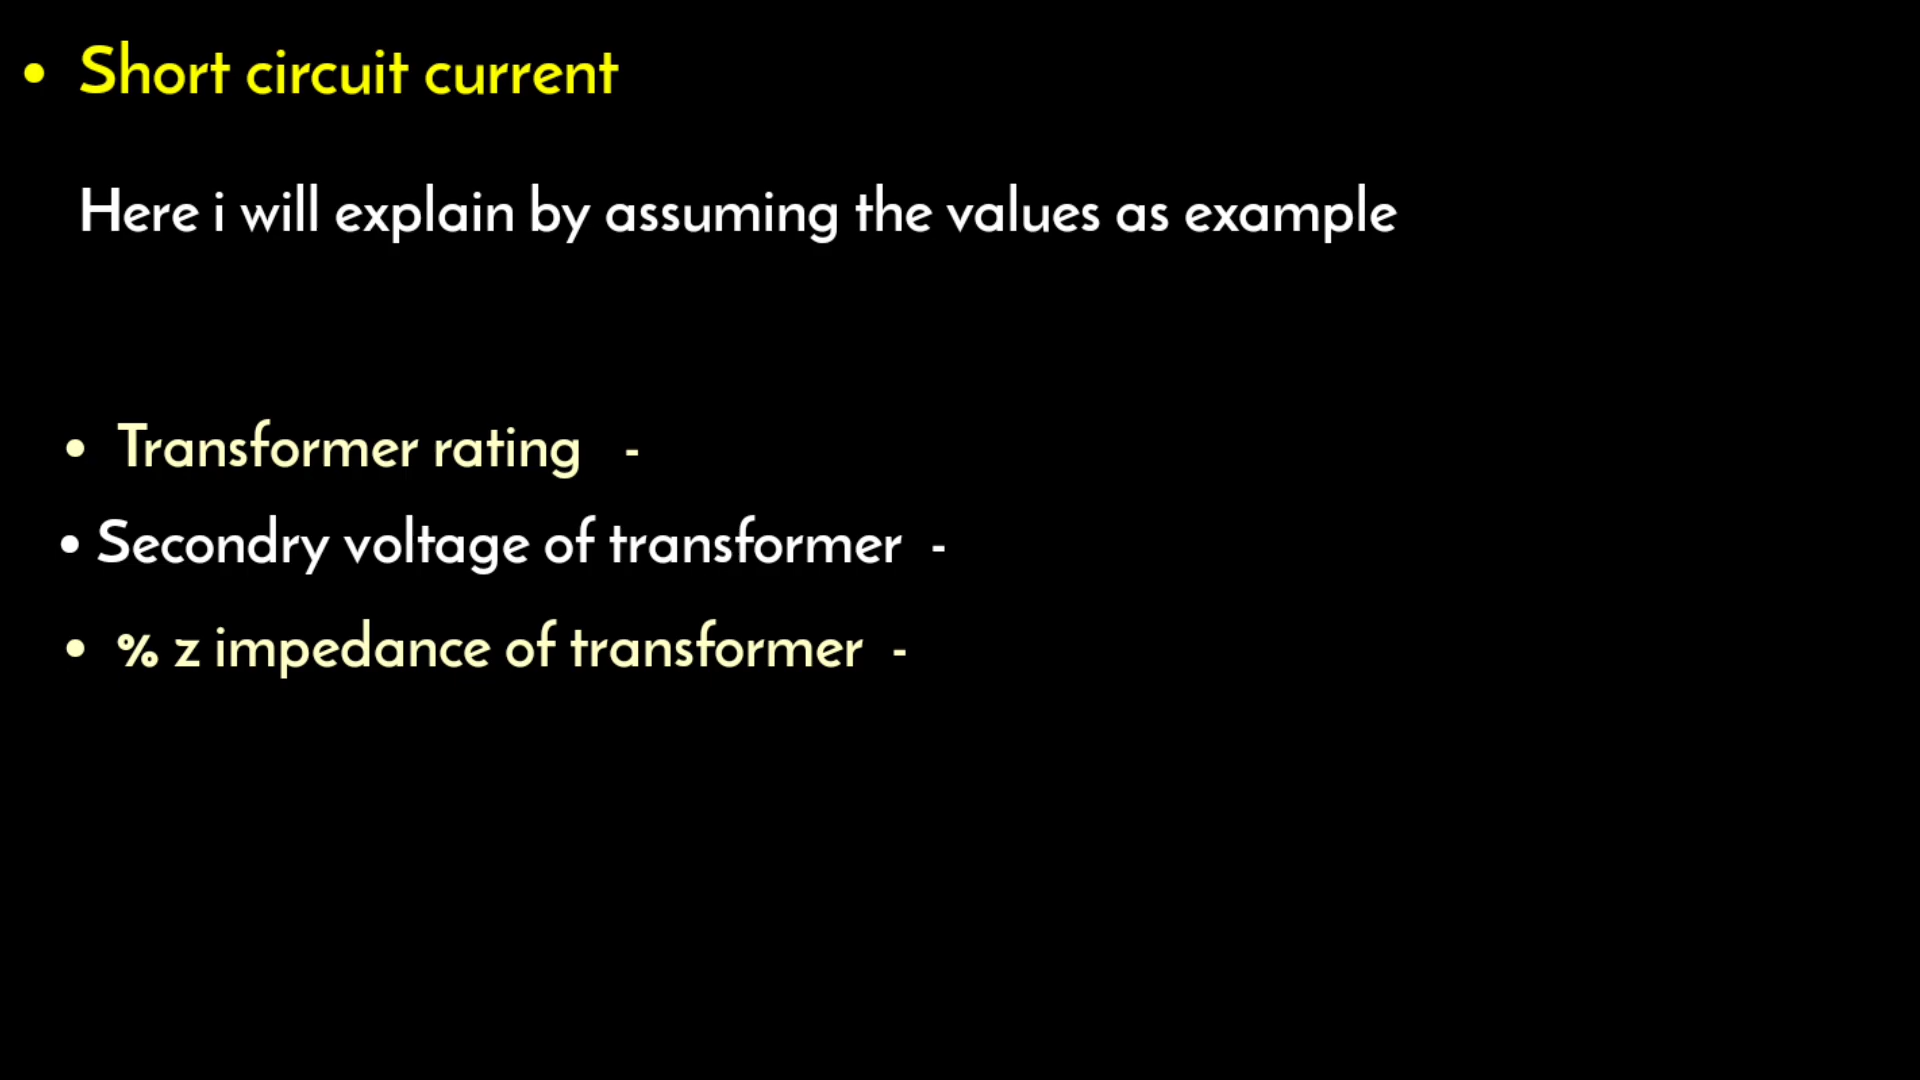 • Short circuit current
Here i will explain by assuming the values as example
• Transformer rating -
• Secondry voltage of transformer -
• % z impedance of transformer -